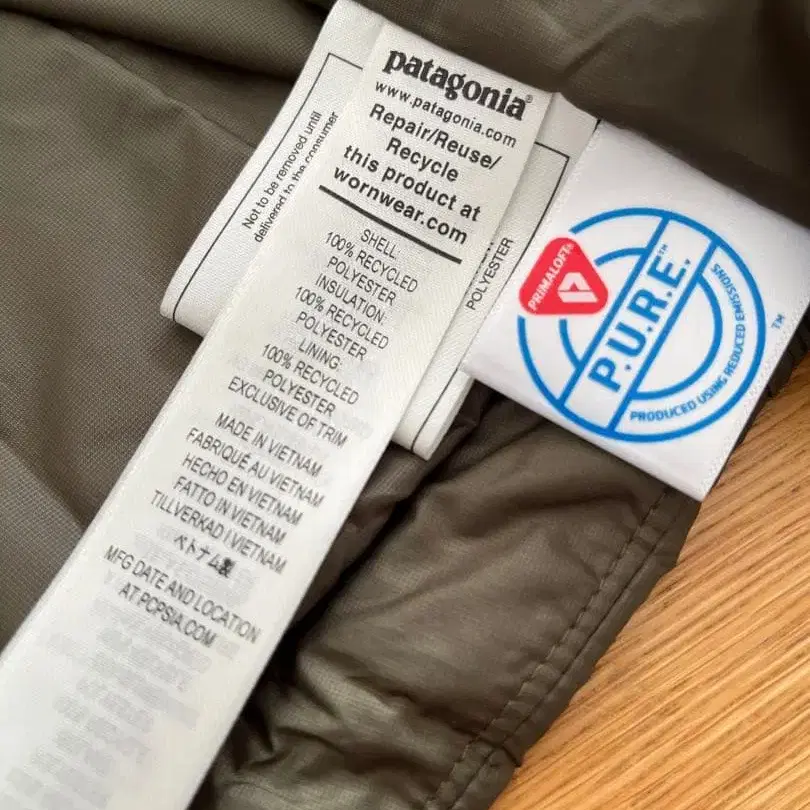 patagonia®
www.patagonia.com
Repair/Reuse/
Recycle
this product at
wornwear.com
SHELL:
100% RECYCLED
POLYESTER
INSULATION:
100% RECYCLED
POLYESTER
LINING:
100% RECYCLED
POLYESTER
EXCLUSIVE OF TRIM
MADE IN VIETNAM
FABRIQUÉ AU VIETNAM
HECHO EN VIETNAM
FATTO IN VIETNAM
TILLVERKAD I VIETNAM
ベトナム製
MFG DATE AND LOCATION
AT PCPSIA.COM
Not to be removed until
delivered to the consumer
POLYESTER
PRIMALOFT®
P.U.R.E.™
PRODUCED USING REDUCED EMISSIONS
™